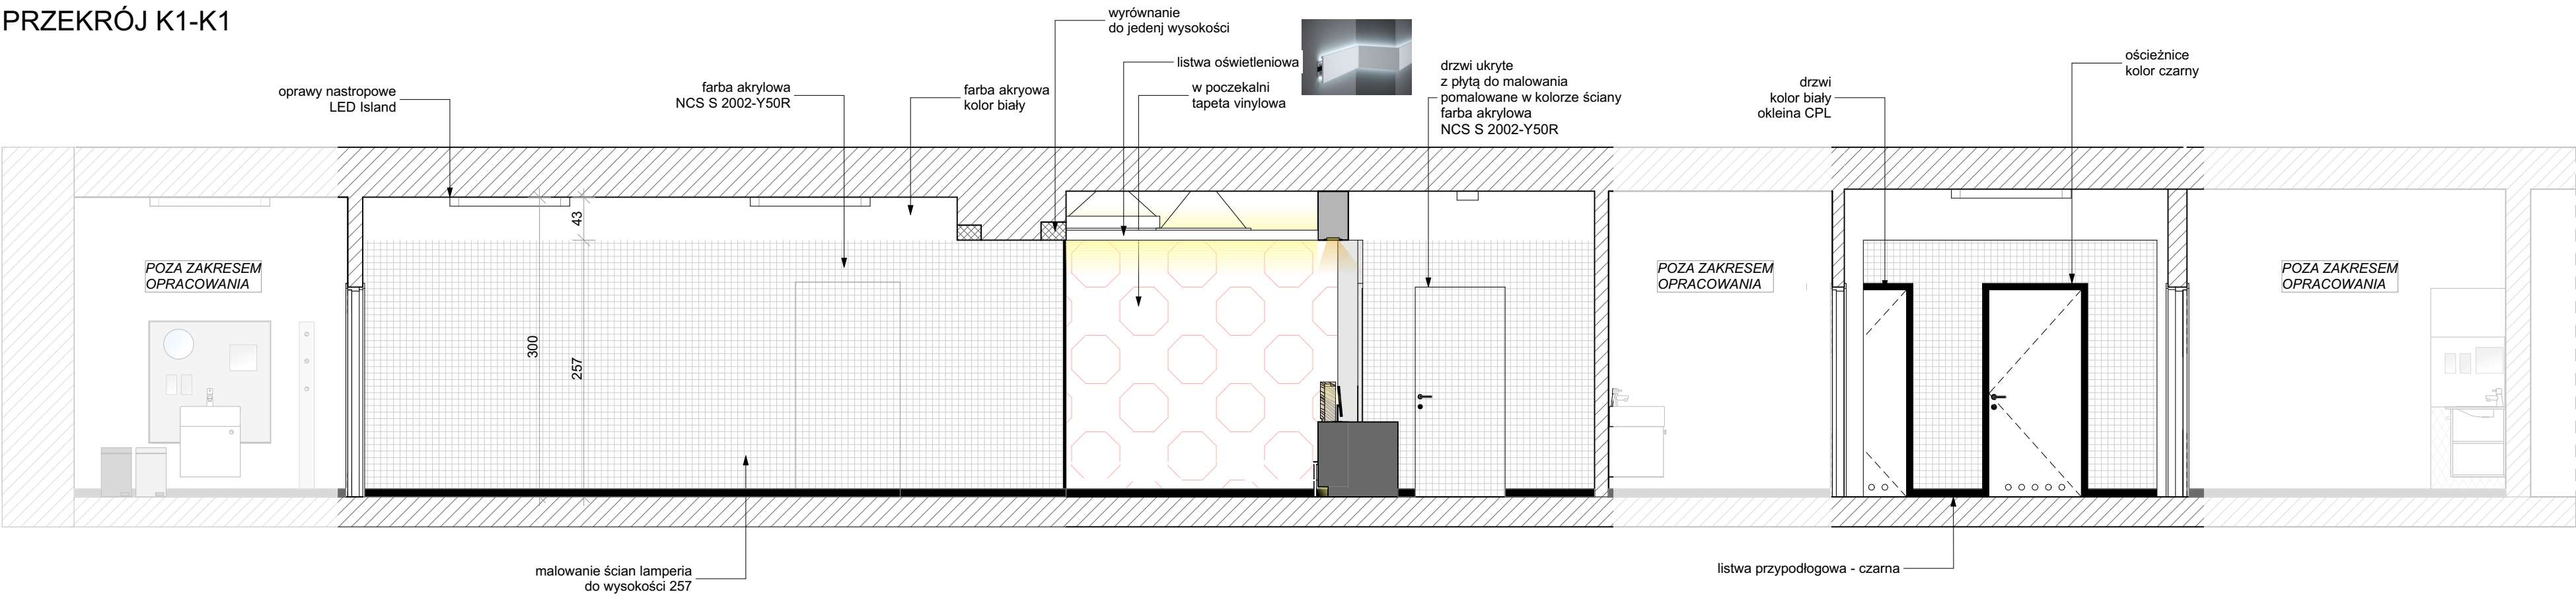 PRZEKRÓJ K1-K1
wyrównanie
do jedenj wysokości
listwa oświetleniowa
w poczekalni
tapeta vinylowa
oprawy nastropowe
LED Island
farba akrylowa
NCS S 2002-Y50R
farba akryowa
kolor biały
drzwi ukryte
z płytą do malowania
pomalowane w kolorze ściany
farba akrylowa
NCS S 2002-Y50R
drzwi
kolor biały
okleina CPL
ościeżnice
kolor czarny
43
300
257
POZA ZAKRESEM
OPRACOWANIA
POZA ZAKRESEM
OPRACOWANIA
POZA ZAKRESEM
OPRACOWANIA
malowanie ścian lamperia
do wysokości 257
listwa przypodłogowa - czarna